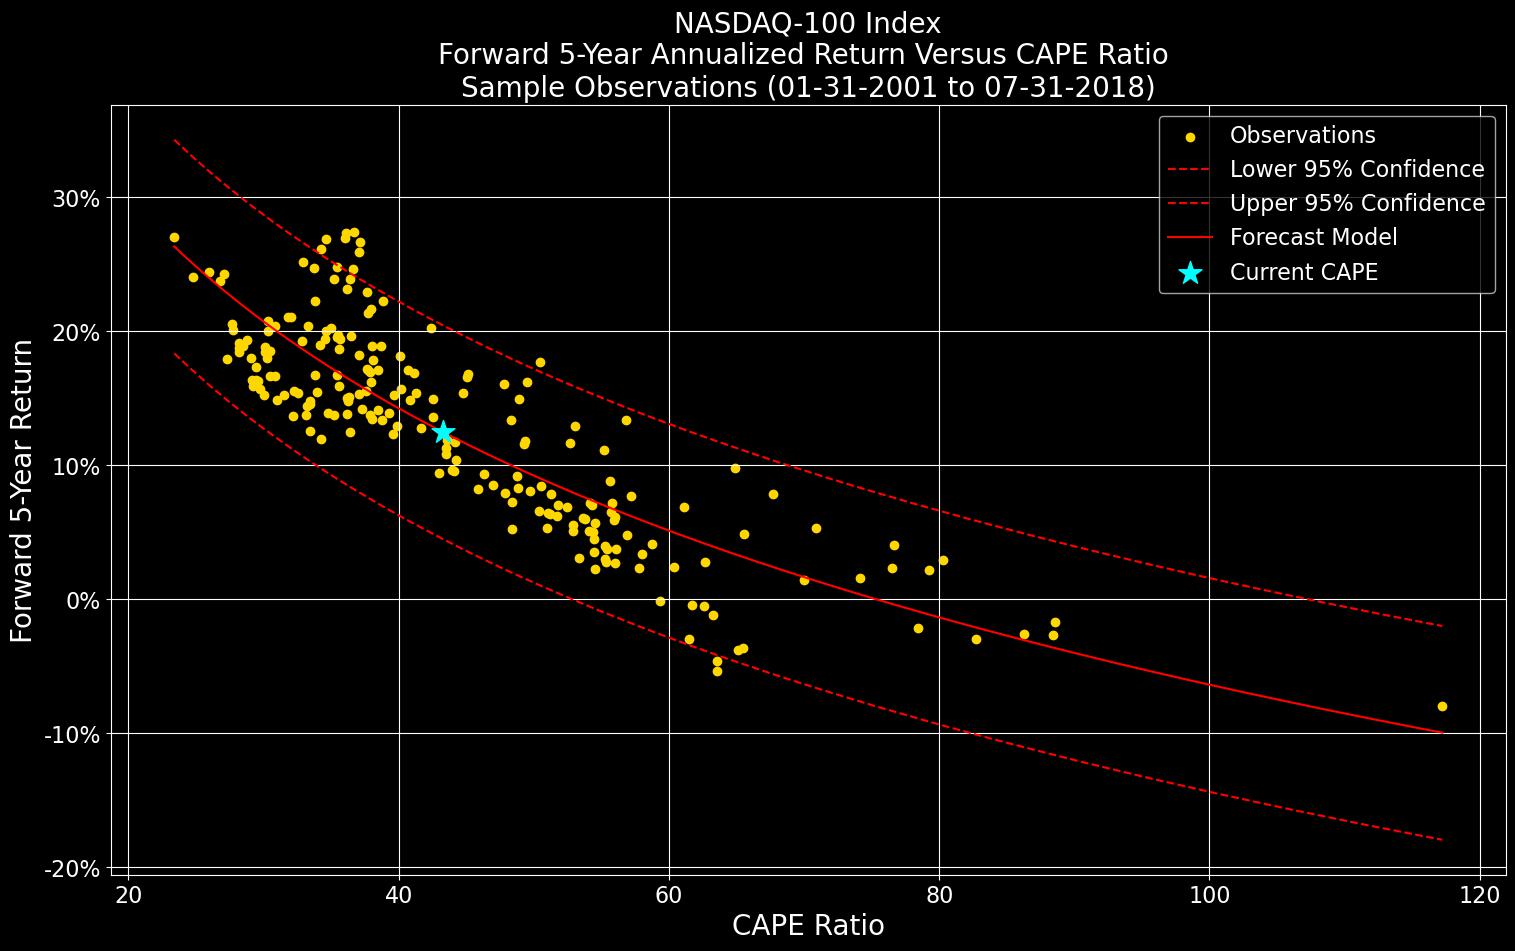 NASDAQ-100 Index
Forward 5-Year Annualized Return Versus CAPE Ratio
Sample Observations (01-31-2001 to 07-31-2018)
Observations
Lower 95% Confidence
Upper 95% Confidence
Forecast Model
Current CAPE
Forward 5-Year Return
30%
20%
10%
0%
-10%
-20%
20
40
60
80
100
120
CAPE Ratio